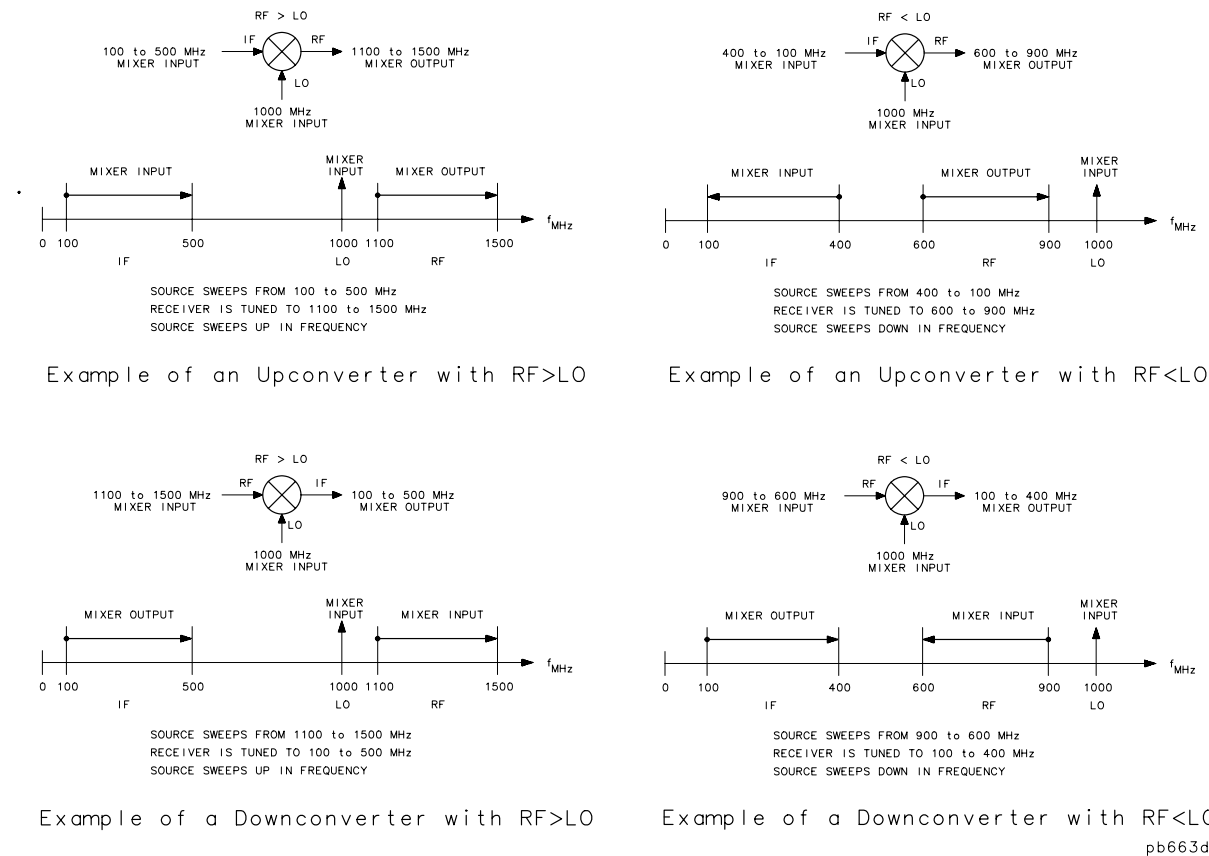 RF > LO
IF RF
100 to 500 MHz 1100 to 1500 MHz
MIXER INPUT MIXER OUTPUT
LO
1000 MHz
MIXER INPUT
MIXER INPUT MIXER INPUT MIXER OUTPUT
0 100 500 1000 1100 1500 fMHz
IF LO RF
SOURCE SWEEPS FROM 100 to 500 MHz
RECEIVER IS TUNED TO 1100 to 1500 MHz
SOURCE SWEEPS UP IN FREQUENCY
Example of an Upconverter with RF>LO
RF < LO
IF RF
400 to 100 MHz 600 to 900 MHz
MIXER INPUT MIXER OUTPUT
LO
1000 MHz
MIXER INPUT
MIXER INPUT MIXER OUTPUT MIXER INPUT
0 100 400 600 900 1000 fMHz
IF RF LO
SOURCE SWEEPS FROM 400 to 100 MHz
RECEIVER IS TUNED TO 600 to 900 MHz
SOURCE SWEEPS DOWN IN FREQUENCY
Example of an Upconverter with RF<LO
RF > LO
RF IF
1100 to 1500 MHz 100 to 500 MHz
MIXER INPUT MIXER OUTPUT
LO
1000 MHz
MIXER INPUT
MIXER OUTPUT MIXER INPUT MIXER INPUT
0 100 500 1000 1100 1500 fMHz
IF LO RF
SOURCE SWEEPS FROM 1100 to 1500 MHz
RECEIVER IS TUNED TO 100 to 500 MHz
SOURCE SWEEPS UP IN FREQUENCY
Example of a Downconverter with RF>LO
RF < LO
RF IF
900 to 600 MHz 100 to 400 MHz
MIXER INPUT MIXER OUTPUT
LO
1000 MHz
MIXER INPUT
MIXER OUTPUT MIXER INPUT MIXER INPUT
0 100 400 600 900 1000 fMHz
IF RF LO
SOURCE SWEEPS FROM 900 to 600 MHz
RECEIVER IS TUNED TO 100 to 400 MHz
SOURCE SWEEPS DOWN IN FREQUENCY
Example of a Downconverter with RF<LO
pb663d